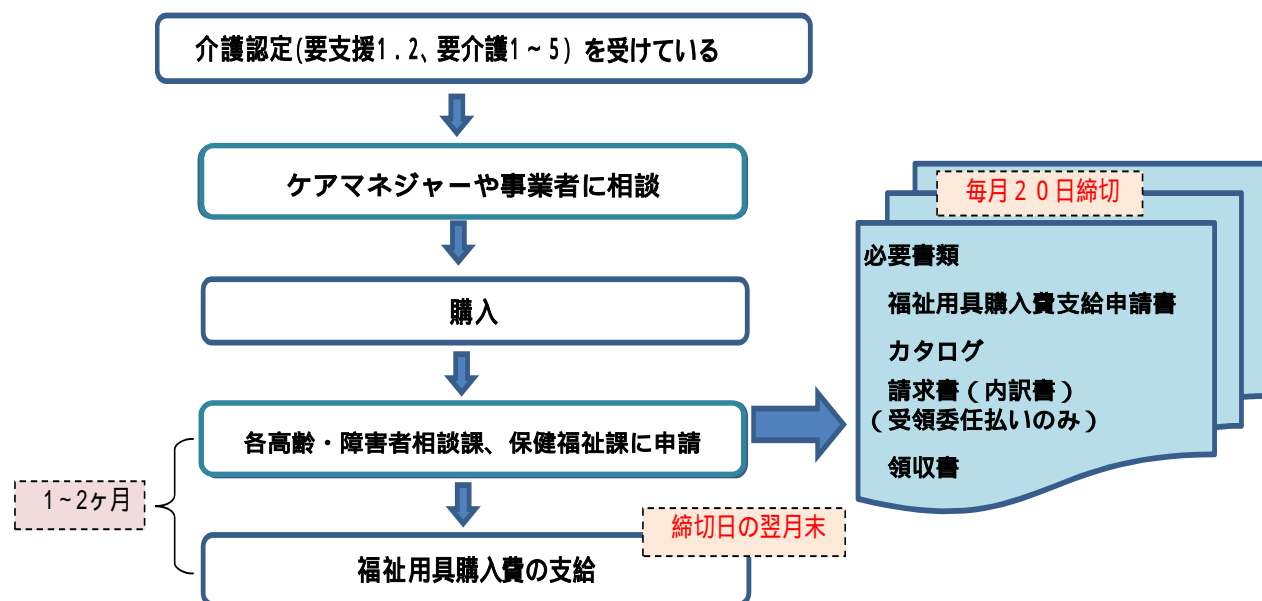 介護認定(要支援1．2、要介護1~5) を受けている
ケアマネジャーや事業者に相談
購入
各高齢・障害者相談課、保健福祉課に申請
1~2ヶ月
締切日の翌月末
福祉用具購入費の支給
毎月２０日締切
必要書類
福祉用具購入費支給申請書
カタログ
請求書（内訳書）
（受領委任払いのみ）
領収書